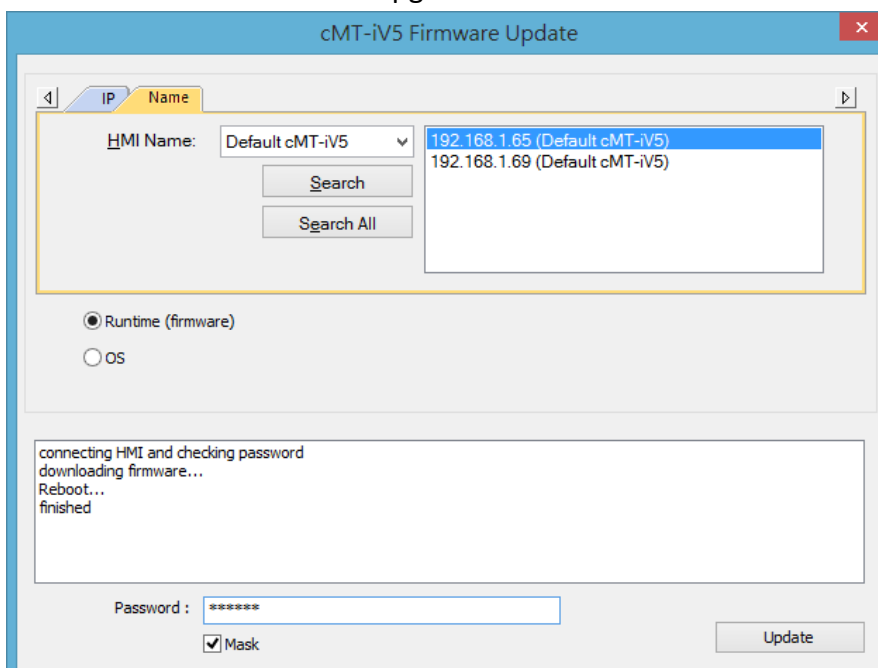 pg
cMT-iV5 Firmware Update
IP Name
HMI Name: Default cMT-iV5
192.168.1.65 (Default cMT-iV5)
192.168.1.69 (Default cMT-iV5)
Search
Search All
Runtime (firmware)
OS
connecting HMI and checking password
downloading firmware...
Reboot...
finished
Password : ******
Mask
Update